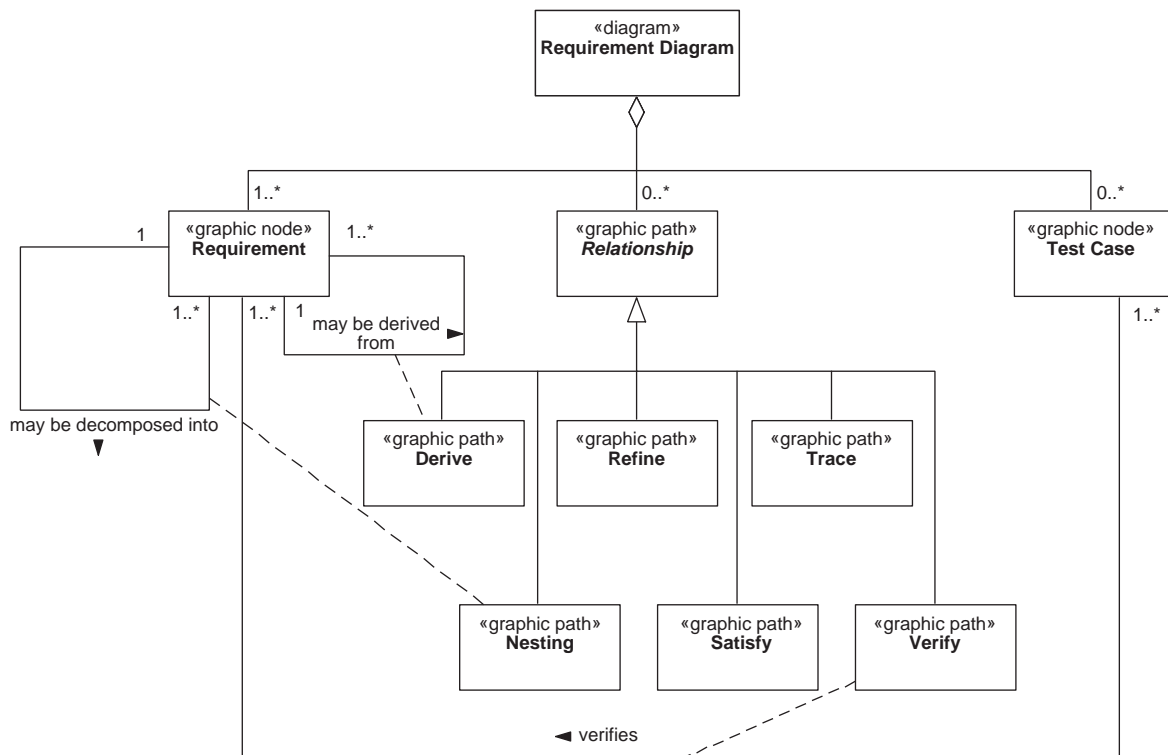 «diagram»
Requirement Diagram
1..*
0..*
0..*
«graphic node»
Requirement
«graphic path»
Relationship
«graphic node»
Test Case
1
1..*
1..*
1..*
1
1..*
may be derived
from
may be decomposed into
«graphic path»
Derive
«graphic path»
Refine
«graphic path»
Trace
«graphic path»
Nesting
«graphic path»
Satisfy
«graphic path»
Verify
verifies